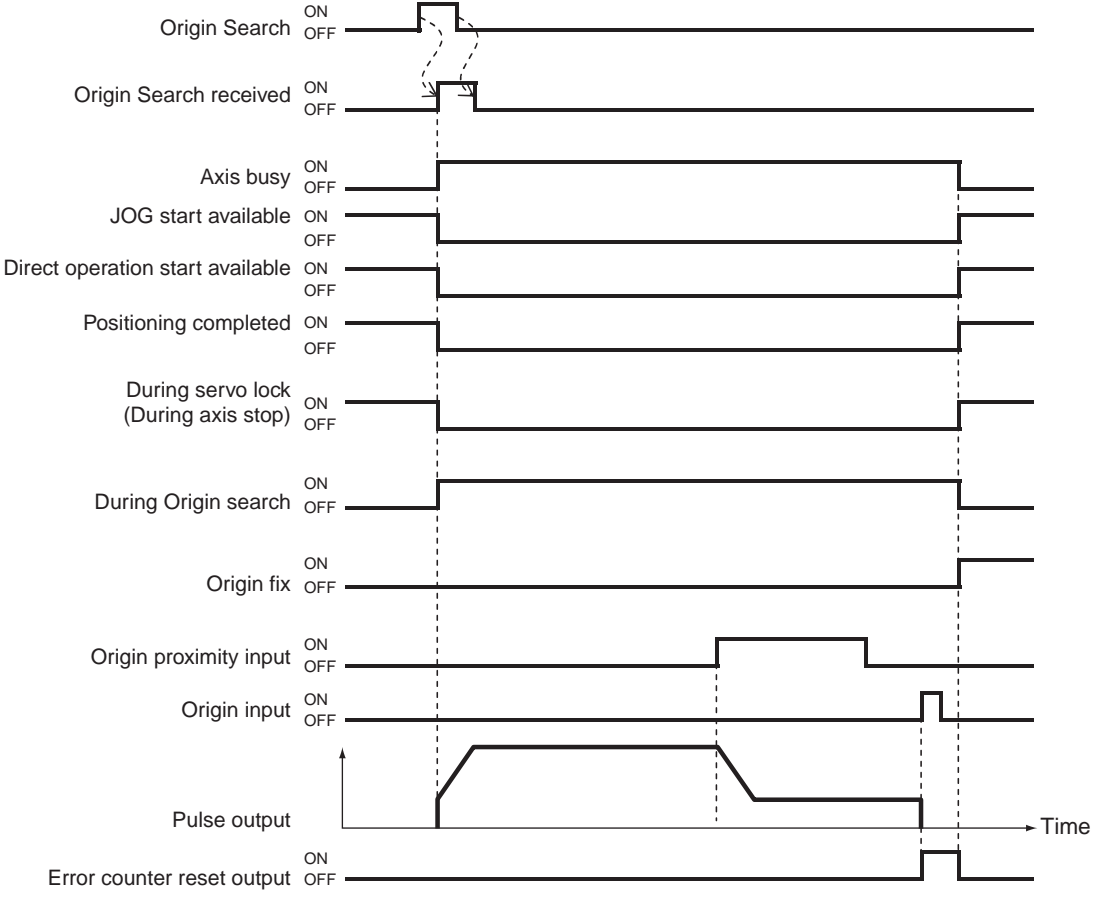 Origin Search ON
OFF
Origin Search received ON
OFF
Axis busy ON
OFF
JOG start available ON
OFF
Direct operation start available ON
OFF
Positioning completed ON
OFF
During servo lock
(During axis stop) ON
OFF
During Origin search ON
OFF
Origin fix ON
OFF
Origin proximity input ON
OFF
Origin input ON
OFF
Pulse output
Time
Error counter reset output ON
OFF